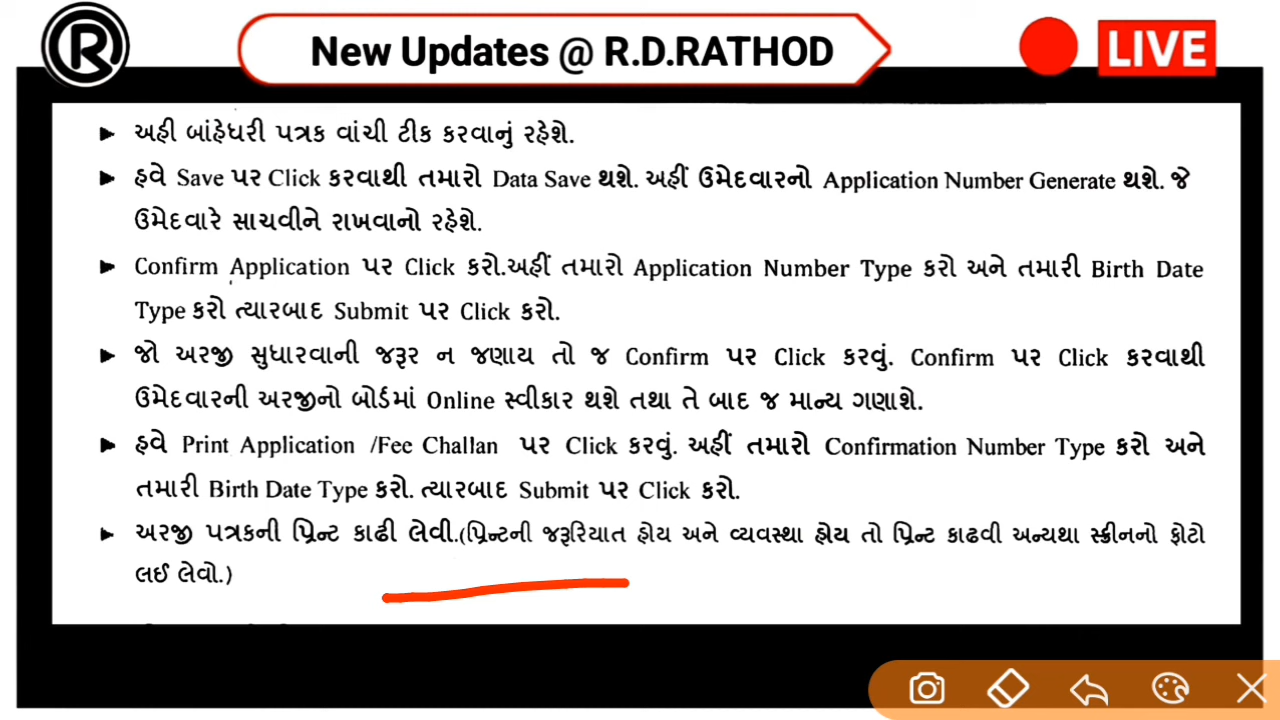 R
New Updates @ R.D.RATHOD
LIVE
► અહી બાંહેધરી પત્રક વાંચી ટીક કરવાનું રહેશે.
► હવે Save પર Click કરવાથી તમારો Data Save થશે. અહીં ઉમેદવારનો Application Number Generate થશે. જે
ઉમેદવારે સાચવીને રાખવાનો રહેશે.
► Confirm Application પર Click કરો.અહીં તમારો Application Number Type કરો અને તમારી Birth Date
Type કરો ત્યારબાદ Submit પર Click કરો.
► જો અરજી સુધારવાની જરૂર ન જણાય તો જ Confirm પર Click કરવું. Confirm પર Click કરવાથી
ઉમેદવારની અરજીનો બોર્ડમાં Online સ્વીકાર થશે તથા તે બાદ જ માન્ય ગણાશે.
► હવે Print Application /Fee Challan પર Click કરવું. અહીં તમારો Confirmation Number Type કરો અને
તમારી Birth Date Type કરો. ત્યારબાદ Submit પર Click કરો.
► અરજી પત્રકની પ્રિન્ટ કાઢી લેવી.(પ્રિન્ટની જરૂરિયાત હોય અને વ્યવસ્થા હોય તો પ્રિન્ટ કાઢવી અન્યથા સ્ક્રીનનો ફોટો
લઈ લેવો.)